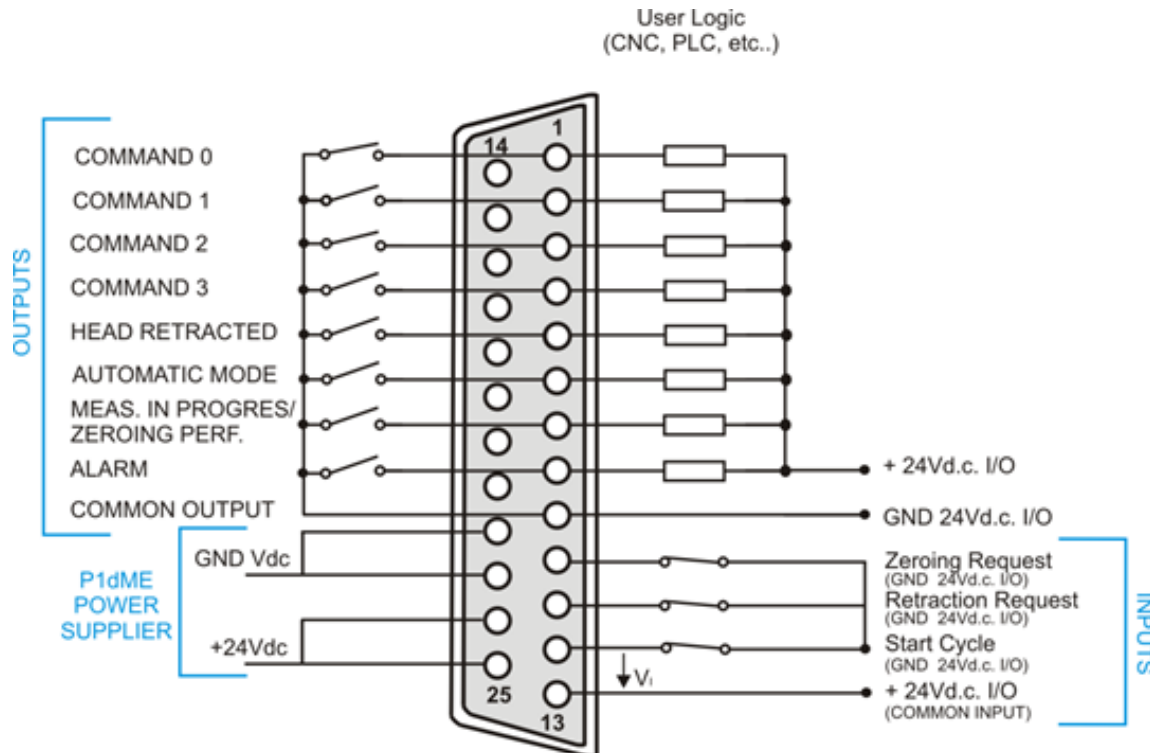 User Logic
(CNC, PLC, etc..)
OUTPUTS
COMMAND 0
COMMAND 1
COMMAND 2
COMMAND 3
HEAD RETRACTED
AUTOMATIC MODE
MEAS. IN PROGRES/
ZEROING PERF.
ALARM
COMMON OUTPUT
P1dME
POWER
SUPPLIER
GND Vdc
+24Vdc
14
1
25
13
+ 24Vd.c. I/O
GND 24Vd.c. I/O
Zeroing Request
(GND 24Vd.c. I/O)
Retraction Request
(GND 24Vd.c. I/O)
Start Cycle
(GND 24Vd.c. I/O)
Vi
+ 24Vd.c. I/O
(COMMON INPUT)
INPUTS